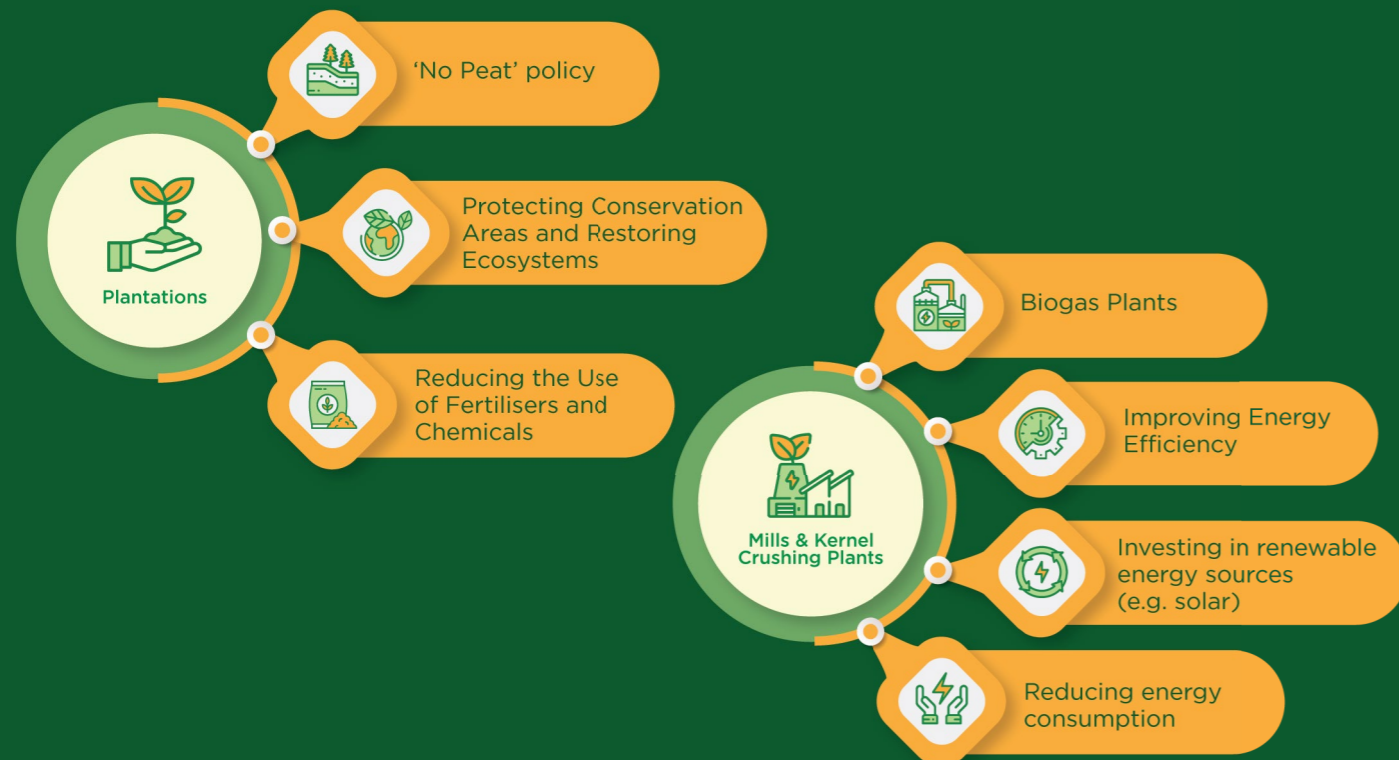 Plantations
‘No Peat’ policy
Protecting Conservation
Areas and Restoring
Ecosystems
Reducing the Use
of Fertilisers and
Chemicals
Mills & Kernel
Crushing Plants
Biogas Plants
Improving Energy
Efficiency
Investing in renewable
energy sources
(e.g. solar)
Reducing energy
consumption